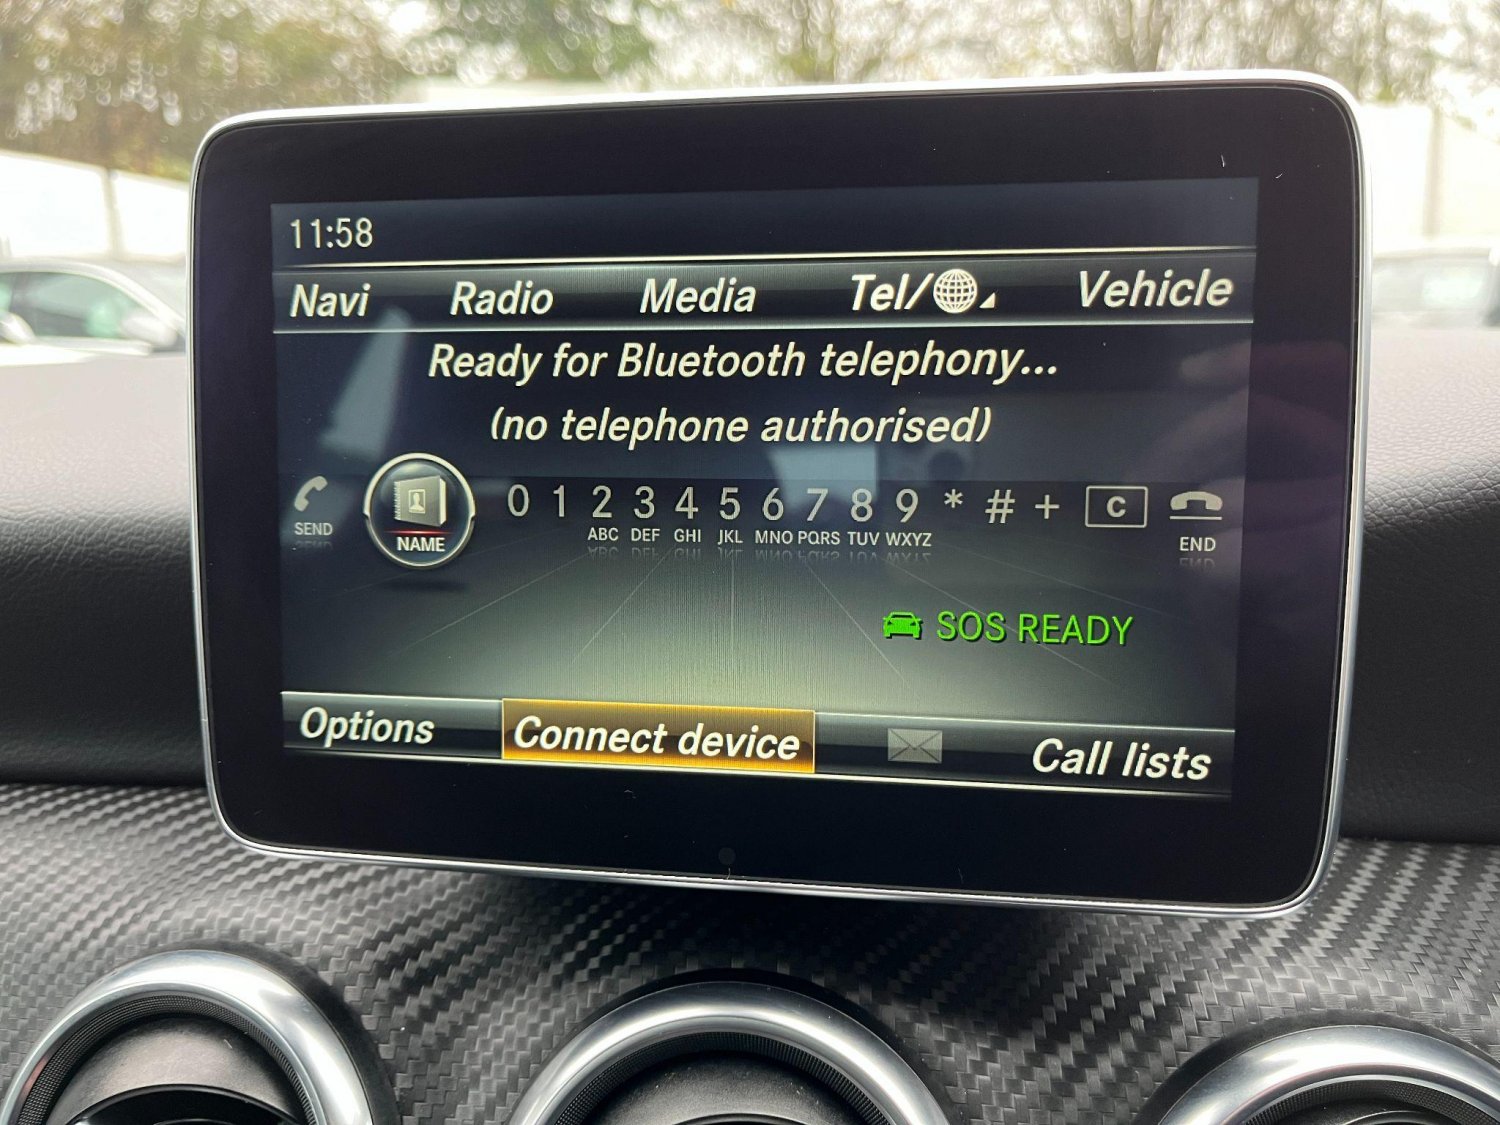 11:58
Navi Radio Media Tel/ Vehicle
Ready for Bluetooth telephony...
(no telephone authorised)
0 1 2 3 4 5 6 7 8 9 * # + C
SEND NAME ABC DEF GHI JKL MNO PQRS TUV WXYZ END
SOS READY
Options Connect device Call lists